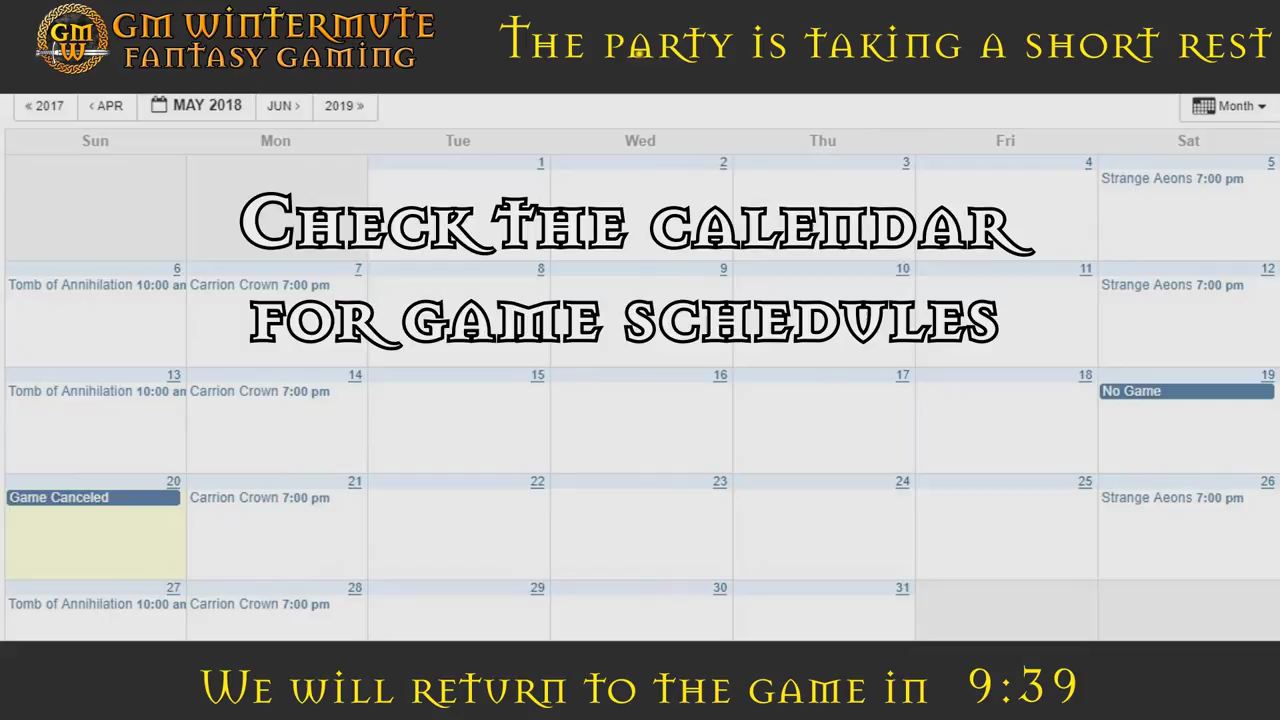 GM WINTERMUTE
FANTASY GAMING
GM
W
THE PARTY IS TAKING A SHORT REST
« 2017 ‹ APR MAY 2018 JUN › 2019 » Month
Sun Mon Tue Wed Thu Fri Sat
1 2 3 4 5
Strange Aeons 7:00 pm
CHECK THE CALENDAR
6 7 8 9 10 11 12
Tomb of Annihilation 10:00 am Carrion Crown 7:00 pm Strange Aeons 7:00 pm
FOR GAME SCHEDULES
13 14 15 16 17 18 19
Tomb of Annihilation 10:00 am Carrion Crown 7:00 pm No Game
20 21 22 23 24 25 26
Game Canceled Carrion Crown 7:00 pm Strange Aeons 7:00 pm
27 28 29 30 31
Tomb of Annihilation 10:00 am Carrion Crown 7:00 pm
WE WILL RETURN TO THE GAME IN 9:39